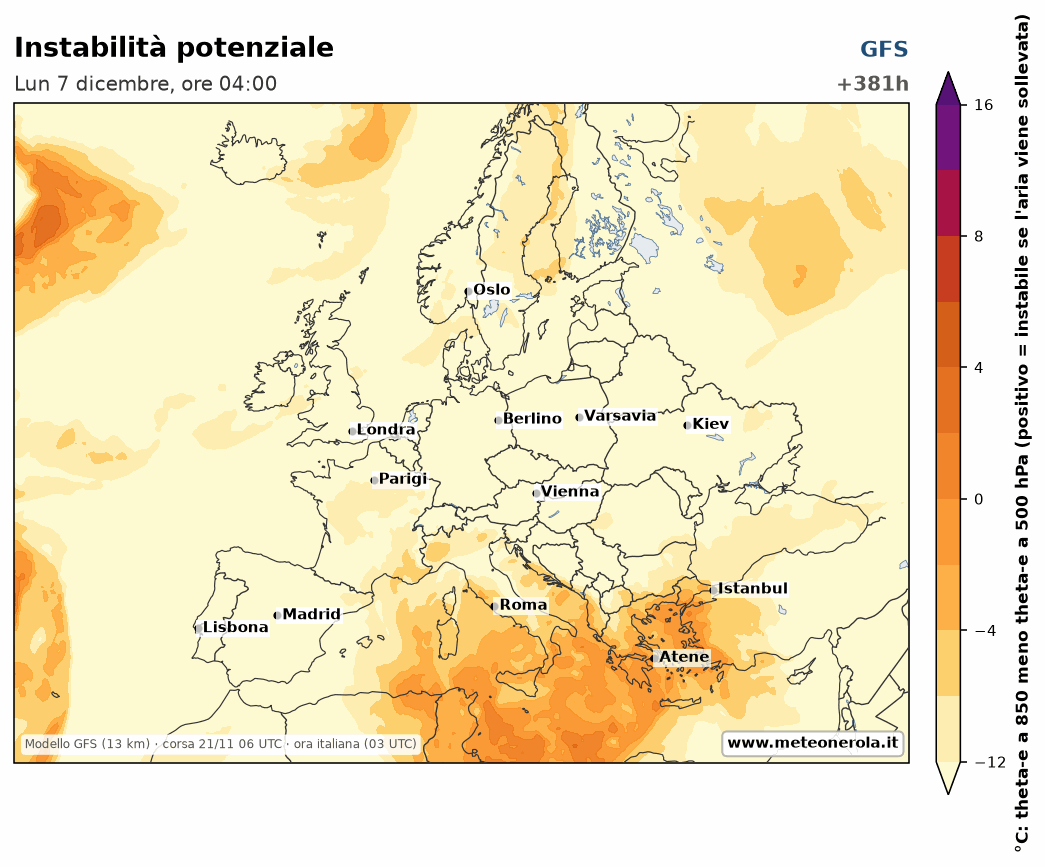 Instabilità potenziale
GFS
Lun 7 dicembre, ore 04:00
+381h
Oslo
Berlino
Varsavia
Kiev
Londra
Parigi
Vienna
Istanbul
Roma
Madrid
Lisbona
Atene
Modello GFS (13 km) · corsa 21/11 06 UTC · ora italiana (03 UTC)
www.meteonerola.it
16
8
4
0
−4
−12
°C: theta-e a 850 meno theta-e a 500 hPa (positivo = instabile se l'aria viene sollevata)